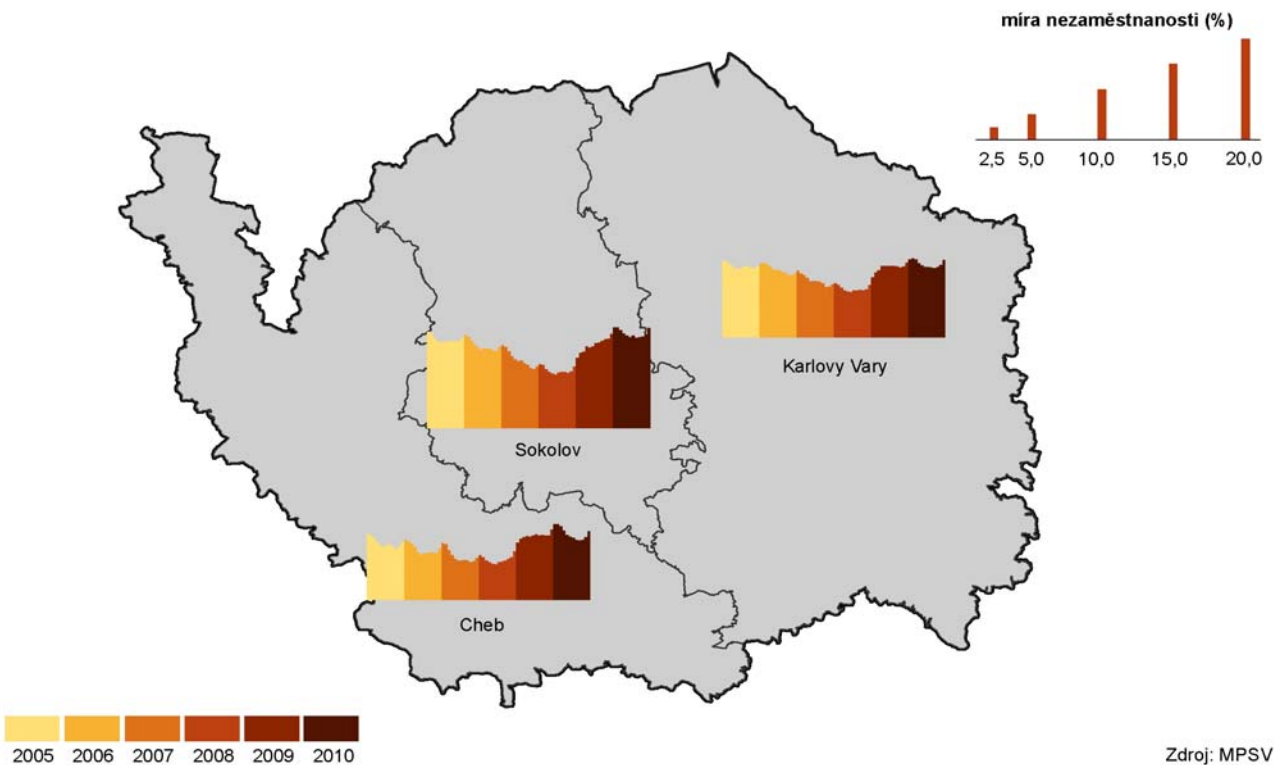 míra nezaměstnanosti (%)
2,5 5,0 10,0 15,0 20,0
Karlovy Vary
Sokolov
Cheb
2005 2006 2007 2008 2009 2010
Zdroj: MPSV